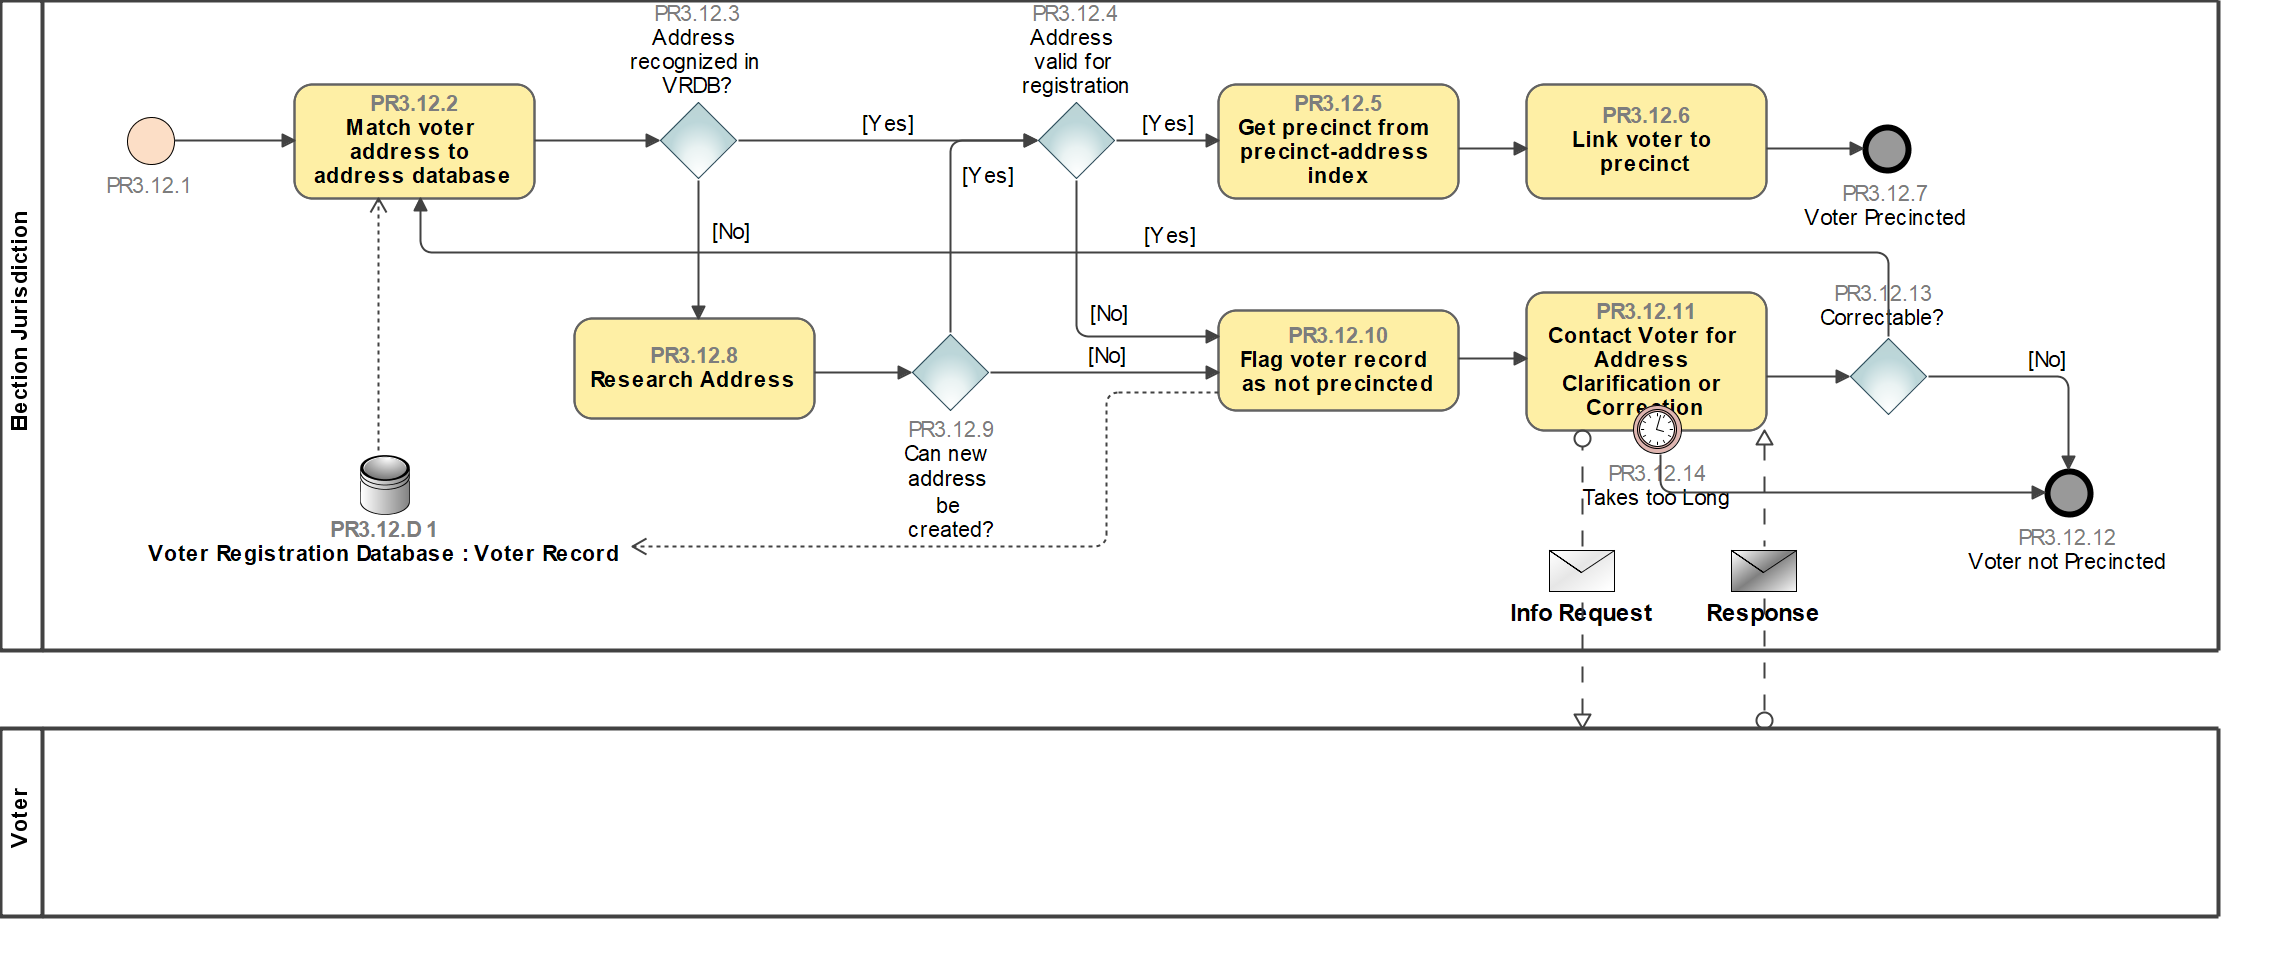 Election Jurisdiction
PR3.12.1
PR3.12.2
Match voter
address to
address database
PR3.12.3
Address
recognized in
VRDB?
[Yes]
[No]
PR3.12.4
Address
valid for
registration
[Yes]
[Yes]
[No]
PR3.12.5
Get precinct from
precinct-address
index
PR3.12.6
Link voter to
precinct
PR3.12.7
Voter Precincted
[Yes]
PR3.12.8
Research Address
PR3.12.9
Can new
address
be
created?
[No]
PR3.12.10
Flag voter record
as not precincted
PR3.12.11
Contact Voter for
Address
Clarification or
Correction
PR3.12.13
Correctable?
[No]
PR3.12.14
Takes too Long
PR3.12.12
Voter not Precincted
PR3.12.D 1
Voter Registration Database : Voter Record
Info Request
Response
Voter